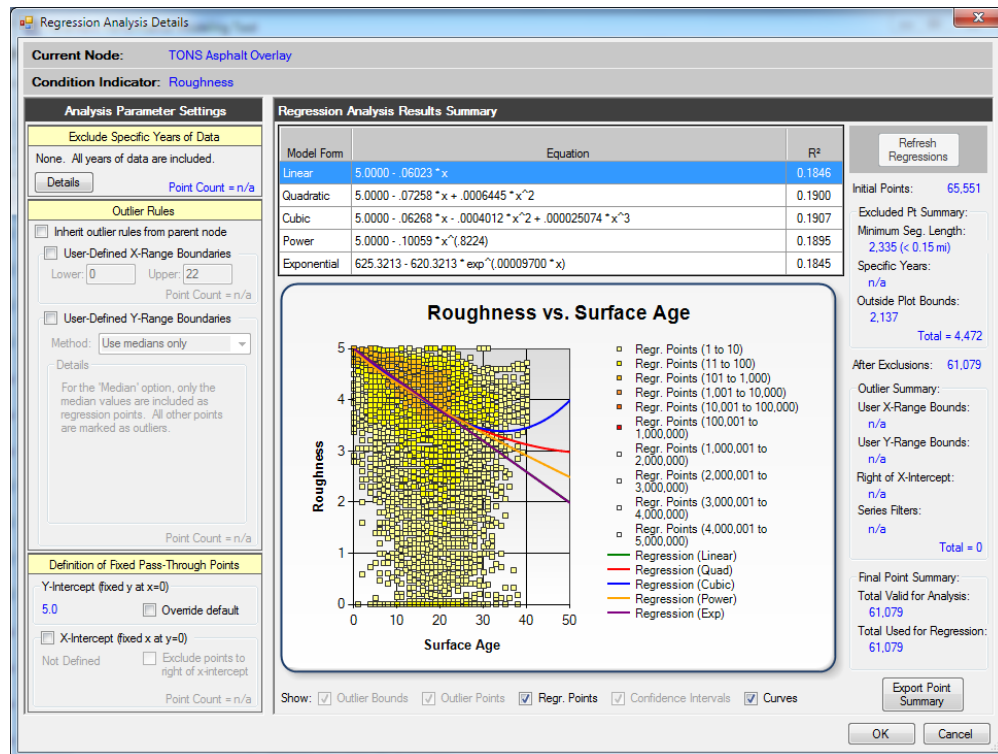 Regression Analysis Details
Current Node: TONS Asphalt Overlay
Condition Indicator: Roughness
Analysis Parameter Settings
Exclude Specific Years of Data
None. All years of data are included.
Details
Point Count = n/a
Outlier Rules
Inherit outlier rules from parent node
User-Defined X-Range Boundaries
Lower: 0 Upper: 22
Point Count = n/a
User-Defined Y-Range Boundaries
Method: Use medians only
Details
For the 'Median' option, only the
median values are included as
regression points. All other points
are marked as outliers.
Point Count = n/a
Definition of Fixed Pass-Through Points
Y-Intercept (fixed y at x=0)
5.0 Override default
X-Intercept (fixed x at y=0)
Not Defined Exclude points to
right of x-intercept
Point Count = n/a
Regression Analysis Results Summary
Model Form Equation R²
Linear 5.0000 - .06023 * x 0.1846
Quadratic 5.0000 - .07258 * x + .0006445 * x^2 0.1900
Cubic 5.0000 - .06268 * x - .0004012 * x^2 + .000025074 * x^3 0.1907
Power 5.0000 - .10059 * x^(.8224) 0.1895
Exponential 625.3213 - 620.3213 * exp^(.00009700 * x) 0.1845
Roughness vs. Surface Age
5
4
3
2
1
0
Roughness
0 10 20 30 40 50
Surface Age
Regr. Points (1 to 10)
Regr. Points (11 to 100)
Regr. Points (101 to 1,000)
Regr. Points (1,001 to 10,000)
Regr. Points (10,001 to 100,000)
Regr. Points (100,001 to
1,000,000)
Regr. Points (1,000,001 to
2,000,000)
Regr. Points (2,000,001 to
3,000,000)
Regr. Points (3,000,001 to
4,000,000)
Regr. Points (4,000,001 to
5,000,000)
Regression (Linear)
Regression (Quad)
Regression (Cubic)
Regression (Power)
Regression (Exp)
Show: Outlier Bounds Outlier Points Regr. Points Confidence Intervals Curves
Refresh
Regressions
Initial Points: 65,551
Excluded Pt Summary:
Minimum Seg. Length:
2,335 (< 0.15 mi)
Specific Years:
n/a
Outside Plot Bounds:
2,137
Total = 4,472
After Exclusions: 61,079
Outlier Summary:
User X-Range Bounds:
n/a
User Y-Range Bounds:
n/a
Right of X-Intercept:
n/a
Series Filters:
n/a
Total = 0
Final Point Summary:
Total Valid for Analysis:
61,079
Total Used for Regression:
61,079
Export Point
Summary
OK Cancel